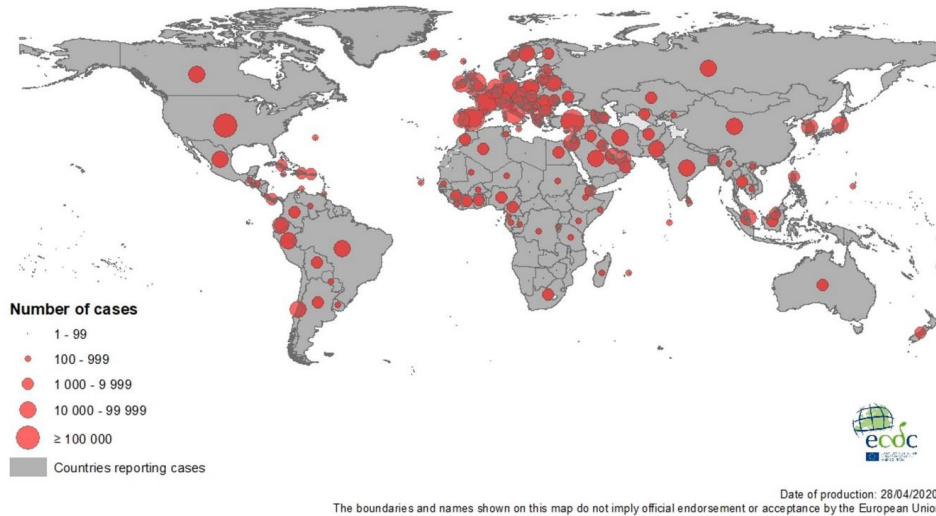 Number of cases
1 - 99
100 - 999
1 000 - 9 999
10 000 - 99 999
≥ 100 000
Countries reporting cases
ecdc
Date of production: 28/04/2020
The boundaries and names shown on this map do not imply official endorsement or acceptance by the European Union